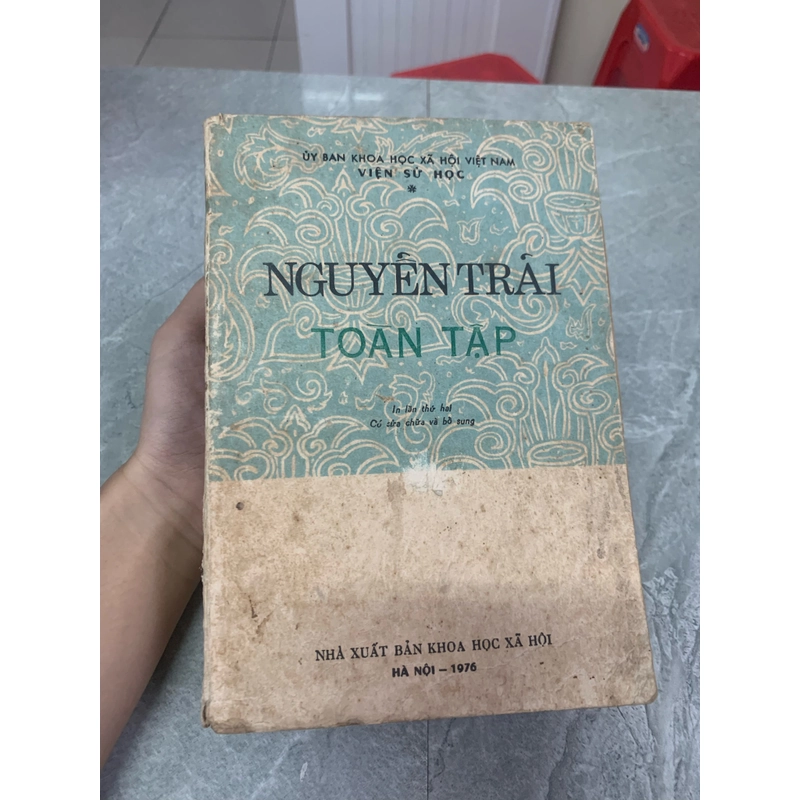 ỦY BAN KHOA HỌC XÃ HỘI VIỆT NAM
VIỆN SỬ HỌC
*
NGUYỄN TRÃI
TOÀN TẬP
In lần thứ hai
Có sửa chữa và bổ sung
NHÀ XUẤT BẢN KHOA HỌC XÃ HỘI
HÀ NỘI – 1976